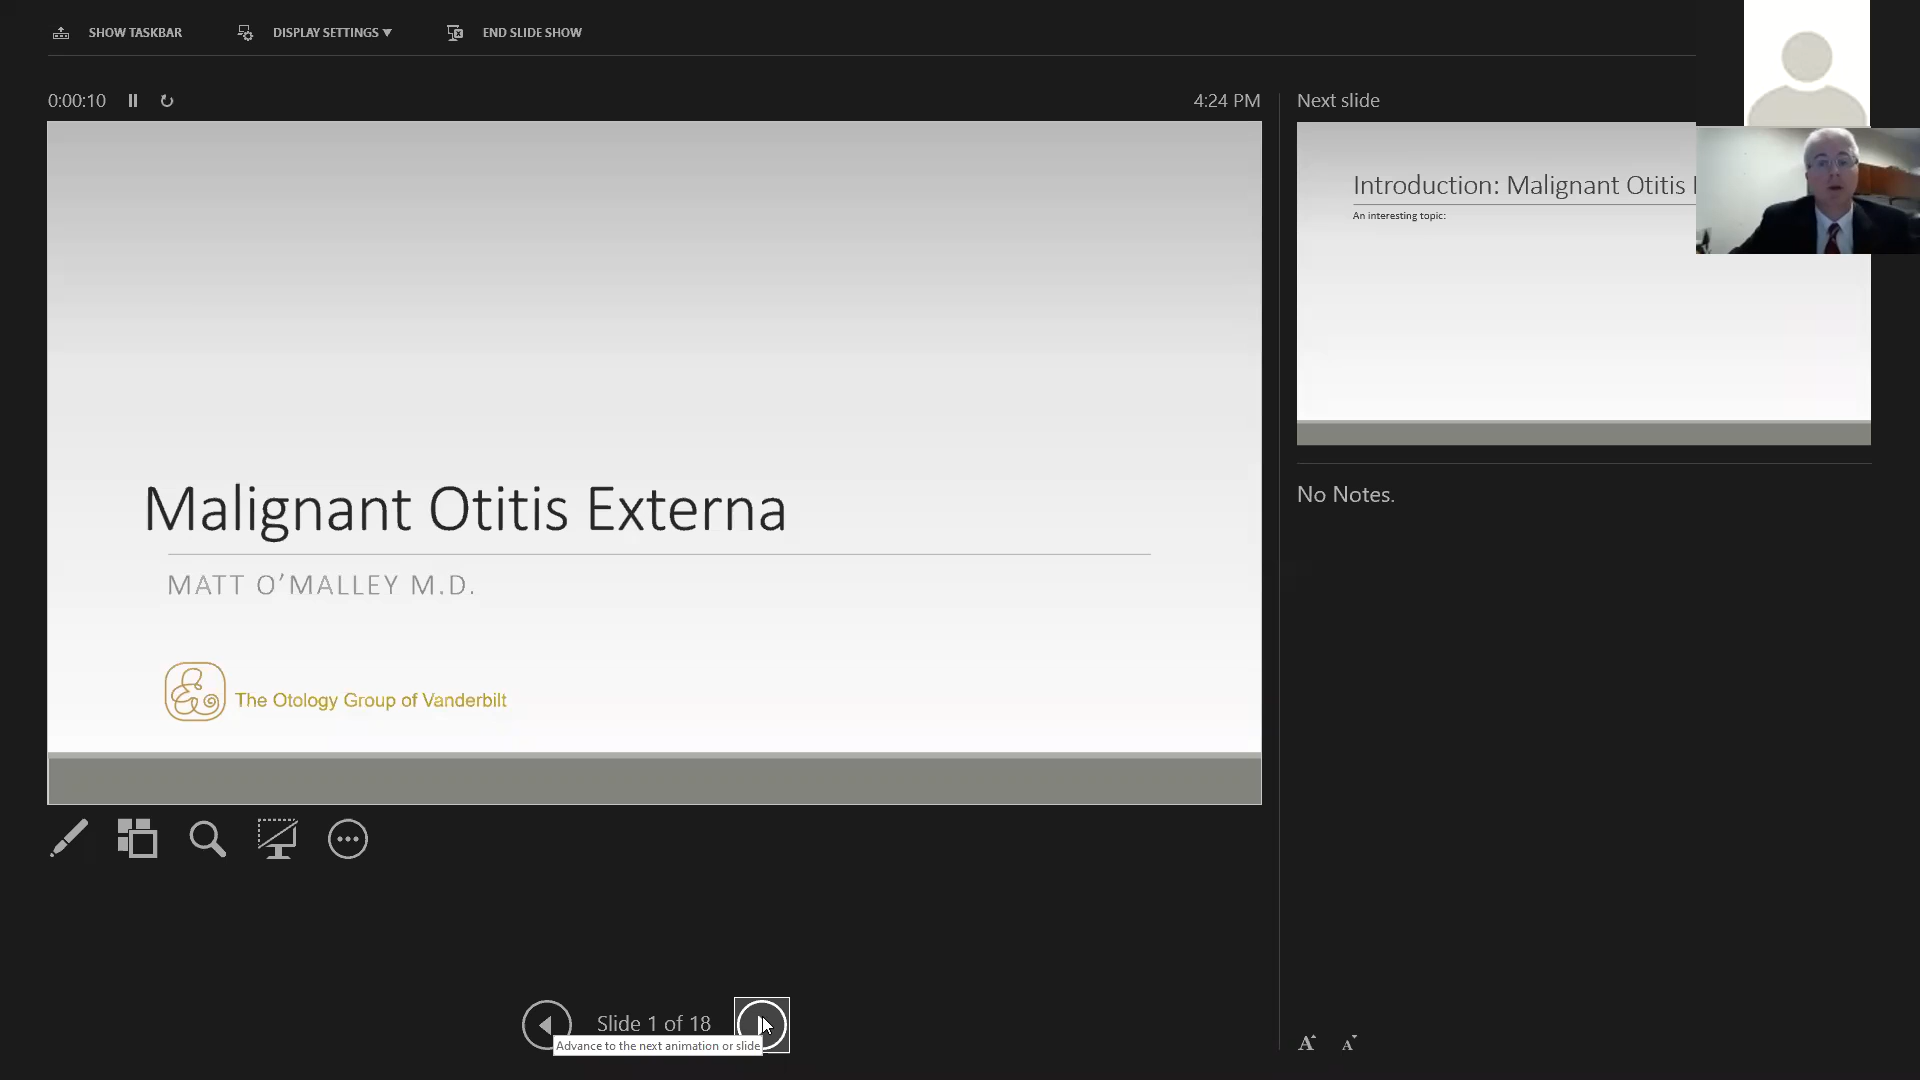 SHOW TASKBAR
DISPLAY SETTINGS ▼
END SLIDE SHOW
0:00:10
4:24 PM
Next slide
Malignant Otitis Externa
MATT O’MALLEY M.D.
The Otology Group of Vanderbilt
Introduction: Malignant Otitis
An interesting topic:
No Notes.
Slide 1 of 18
Advance to the next animation or slide
A A